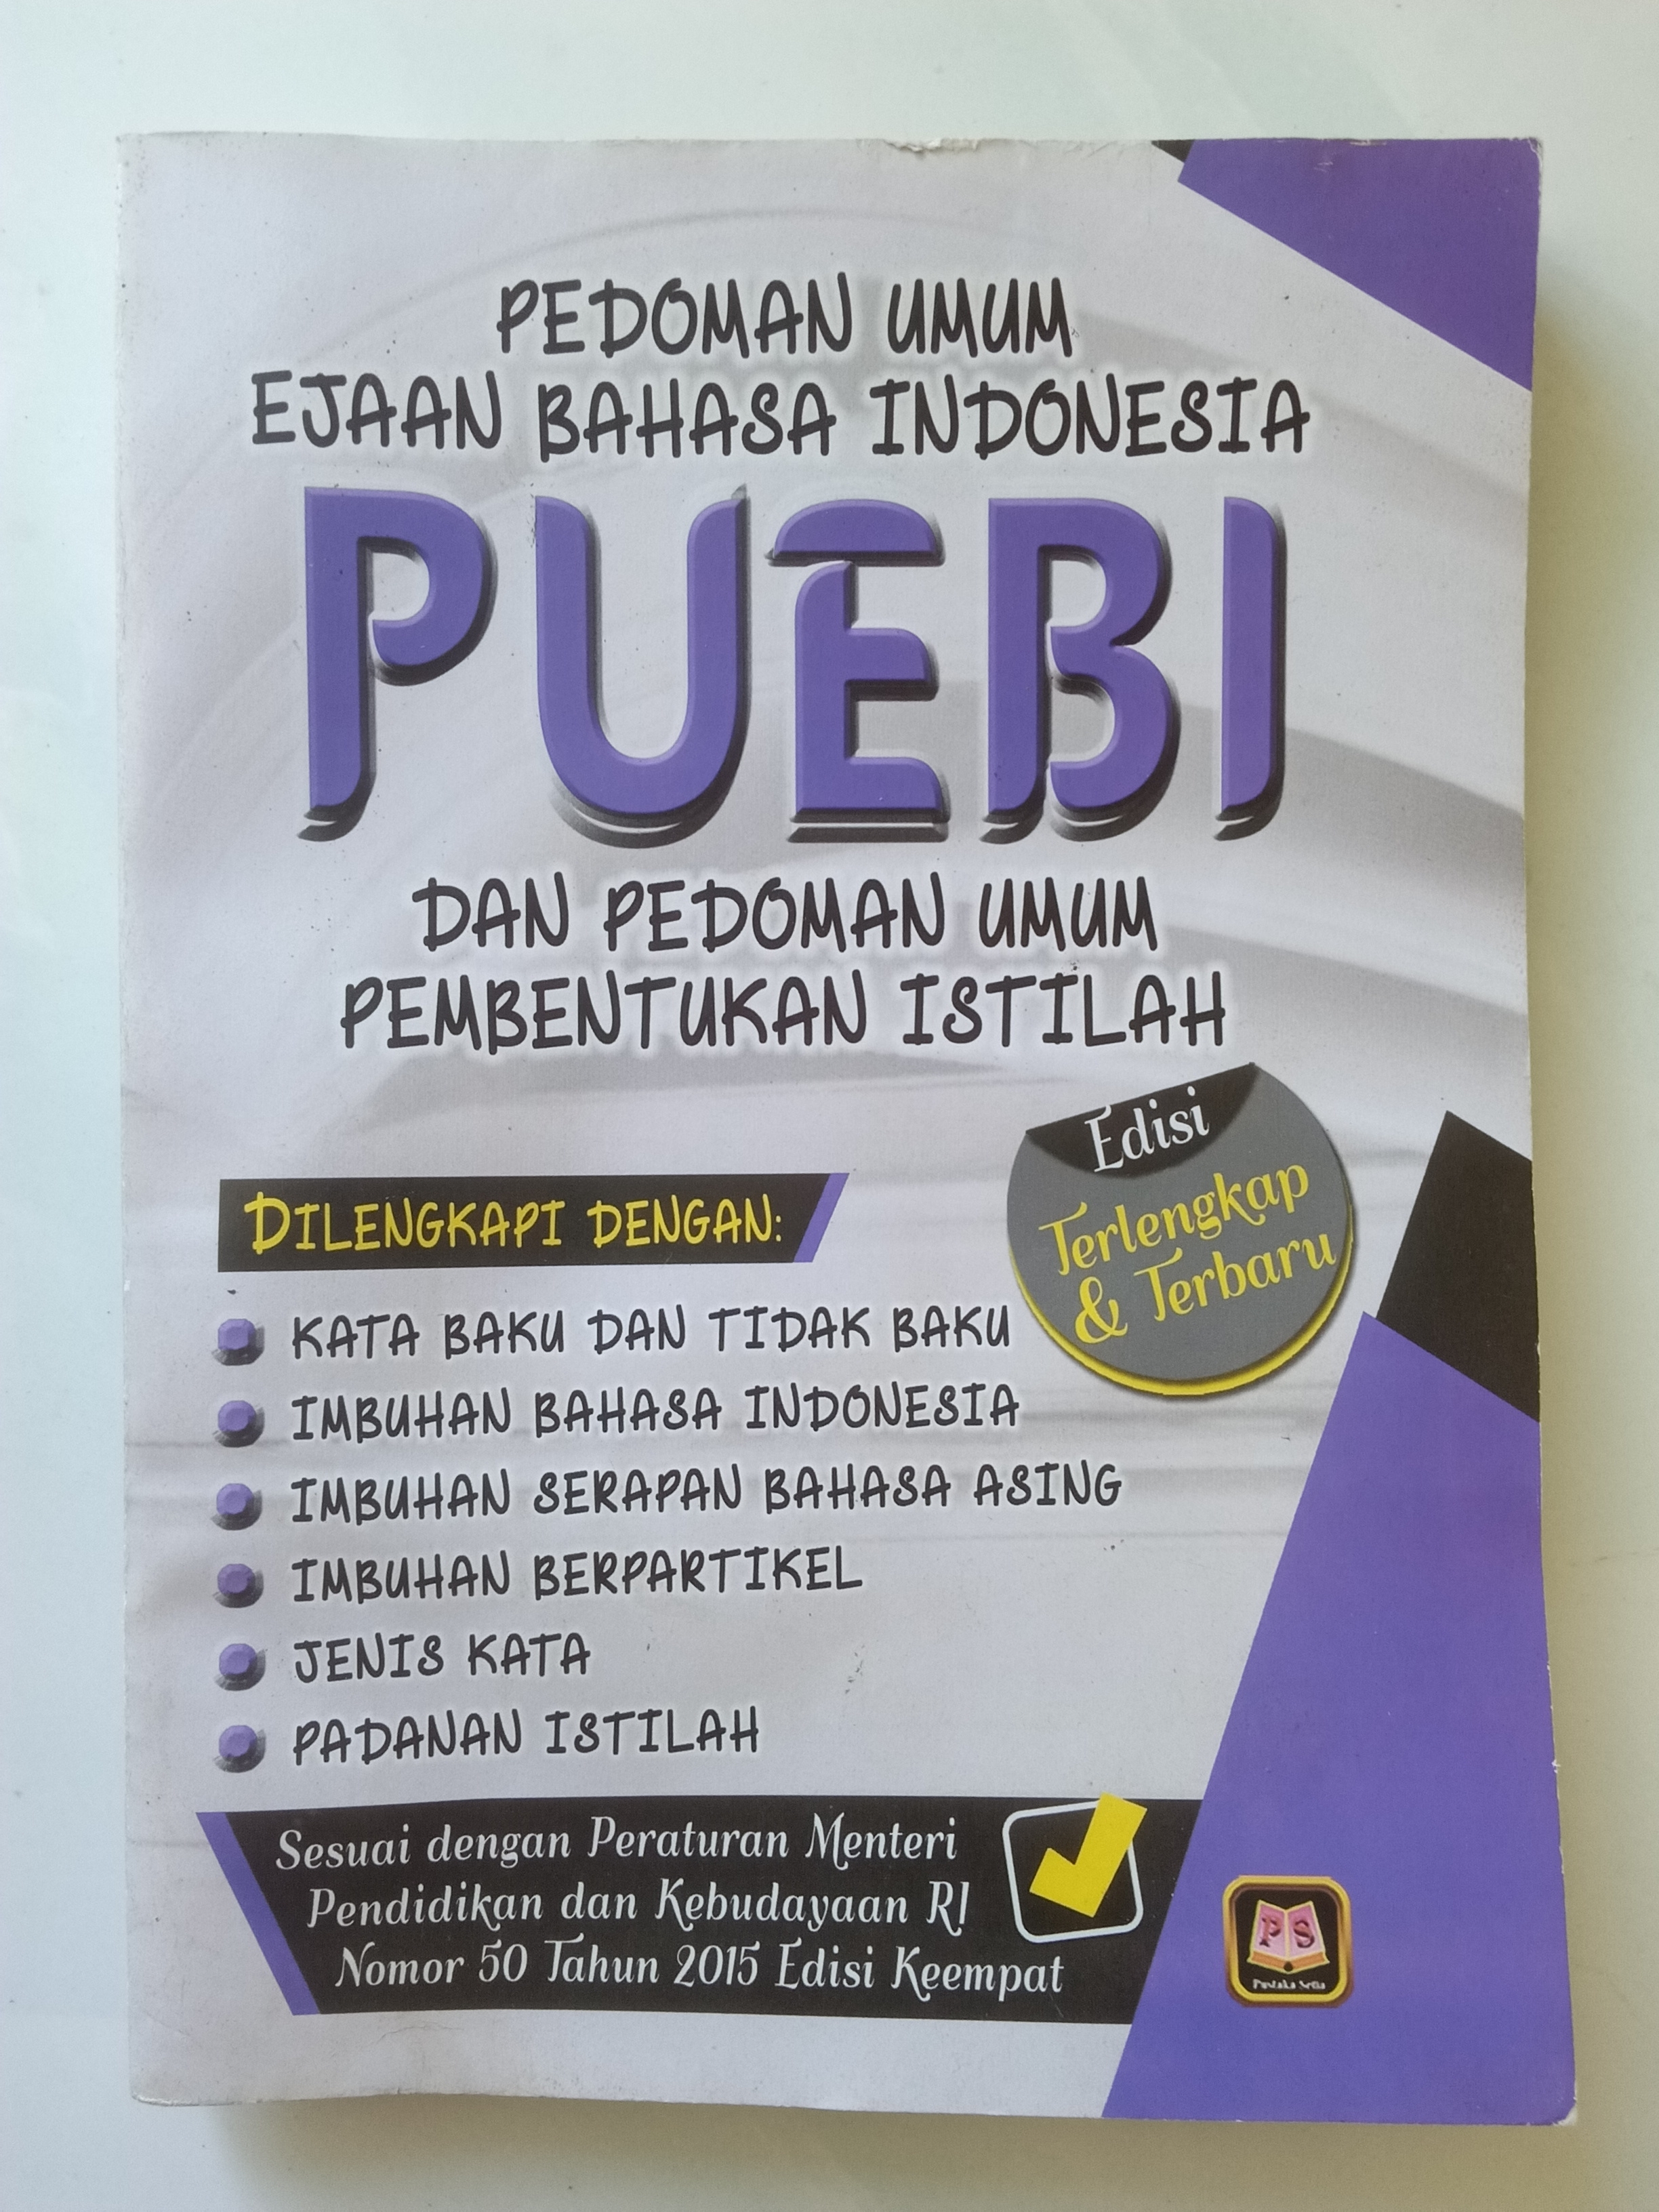 PEDOMAN UMUM
EJAAN BAHASA INDONESIA
PUEBI
DAN PEDOMAN UMUM
PEMBENTUKAN ISTILAH
Edisi
Terlengkap
& Terbaru
DILENGKAPI DENGAN:
KATA BAKU DAN TIDAK BAKU
IMBUHAN BAHASA INDONESIA
IMBUHAN SERAPAN BAHASA ASING
IMBUHAN BERPARTIKEL
JENIS KATA
PADANAN ISTILAH
Sesuai dengan Peraturan Menteri
Pendidikan dan Kebudayaan RI
Nomor 50 Tahun 2015 Edisi Keempat
PS
Pustaka Setia